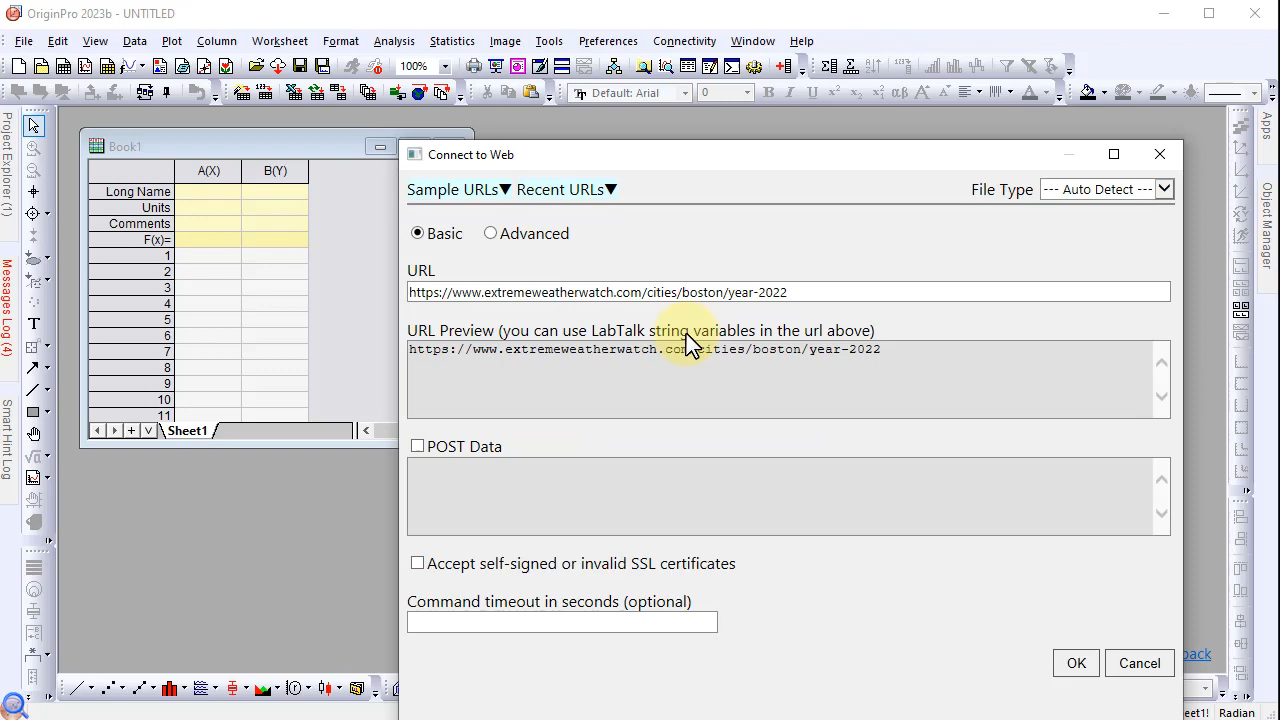 OriginPro 2023b - UNTITLED
File Edit View Data Plot Column Worksheet Format Analysis Statistics Image Tools Preferences Connectivity Window Help
100%
Default: Arial 0
B I U
αβ
Project Explorer (1)
Messages Log (4)
Smart Hint Log
Apps
Object Manager
Book1
A(X) B(Y)
Long Name
Units
Comments
F(x)=
1
2
3
4
5
6
7
8
9
10
11
Sheet1
Connect to Web
Sample URLs▼ Recent URLs▼
File Type --- Auto Detect ---
Basic Advanced
URL
https://www.extremeweatherwatch.com/cities/boston/year-2022
URL Preview (you can use LabTalk string variables in the url above)
https://www.extremeweatherwatch.com/cities/boston/year-2022
POST Data
Accept self-signed or invalid SSL certificates
Command timeout in seconds (optional)
OK Cancel
back
eet1! Radian